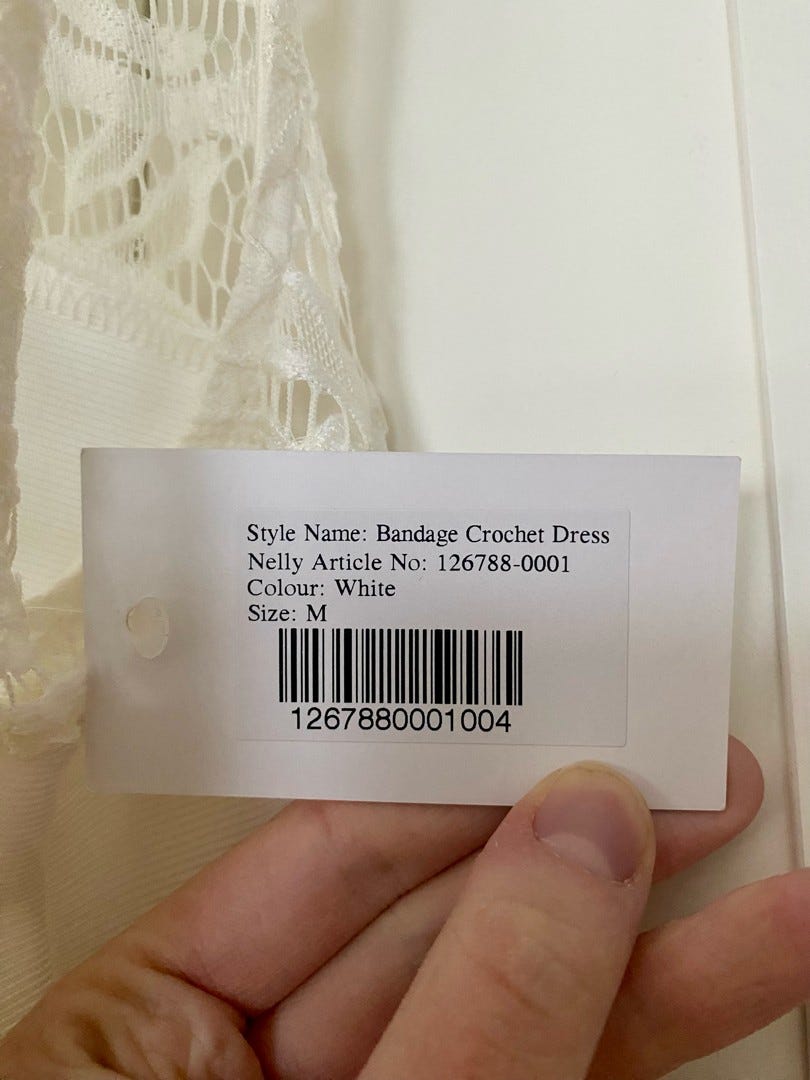 Style Name: Bandage Crochet Dress
Nelly Article No: 126788-0001
Colour: White
Size: M
1267880001004